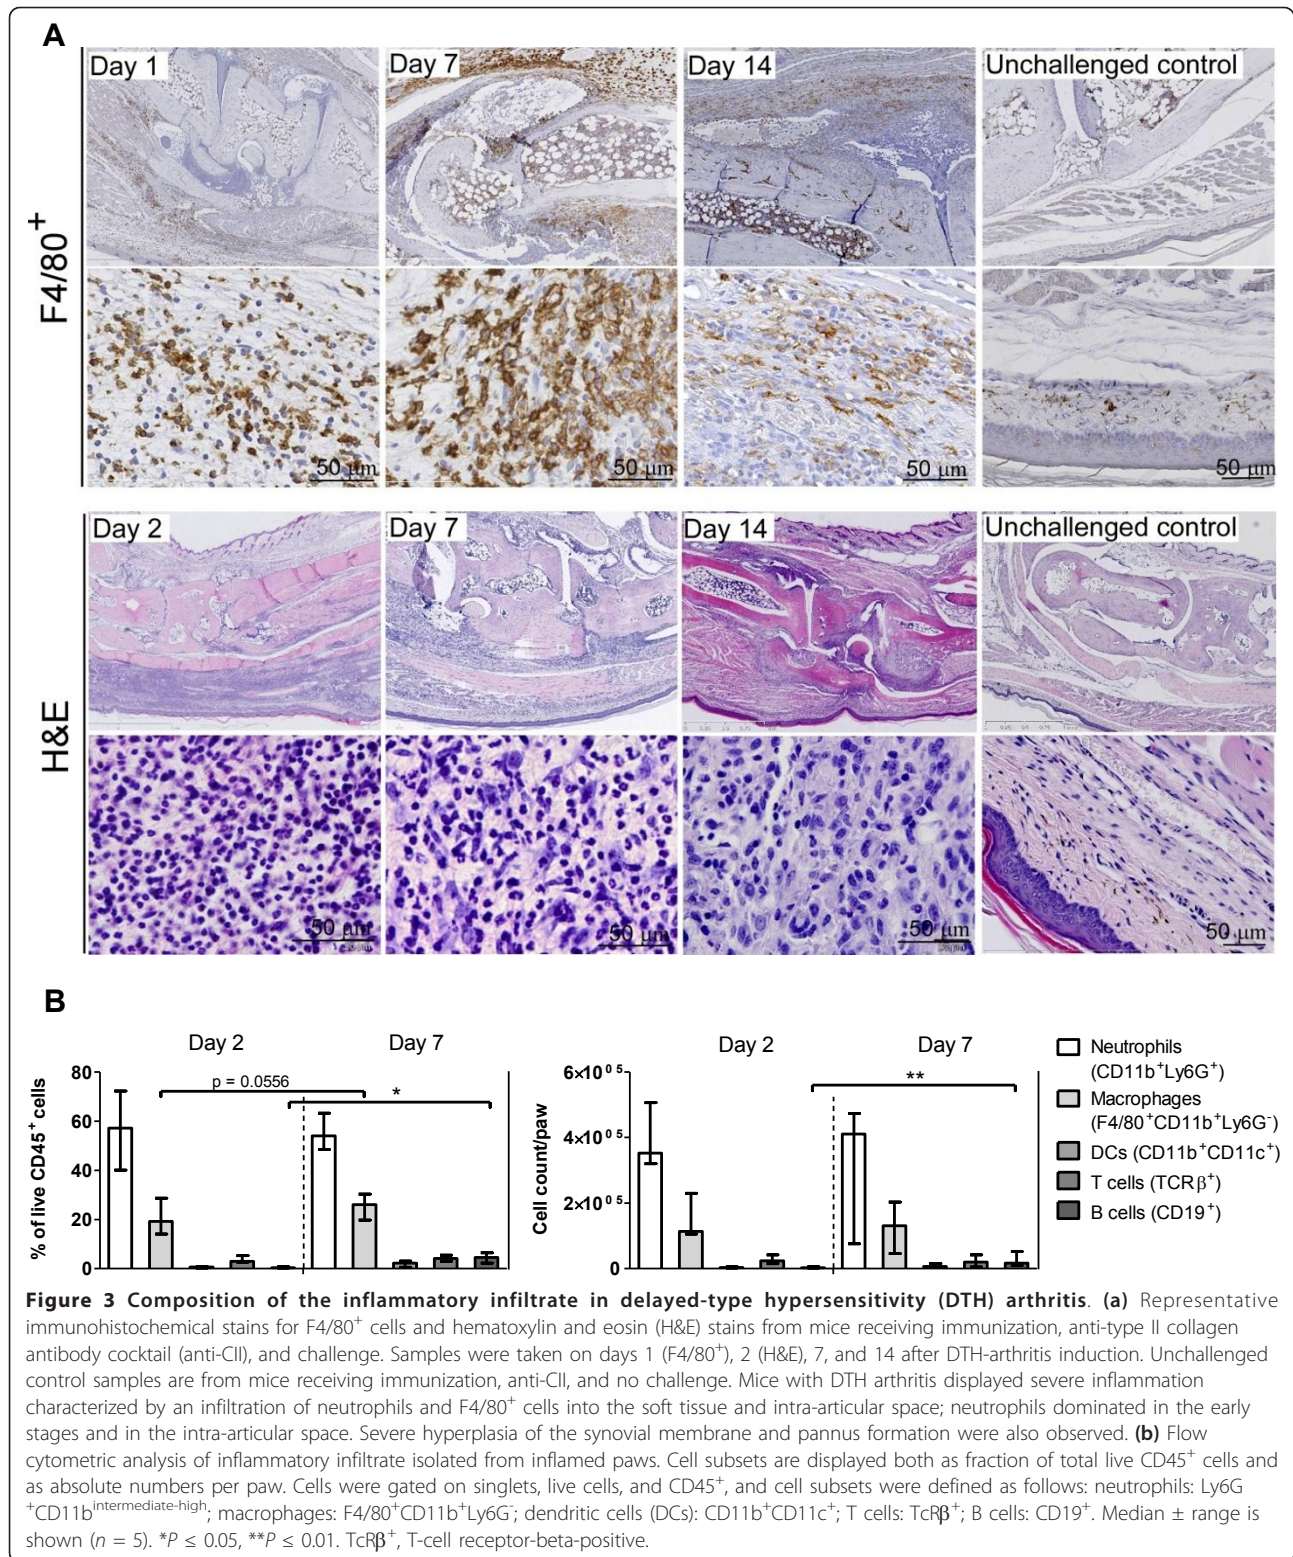 A
Day 1
Day 7
Day 14
Unchallenged control
F4/80⁺
50 µm
50 µm
50 µm
50 µm
Day 2
Day 7
Day 14
Unchallenged control
H&E
50 µm
50 µm
50 µm
50 µm
B
Day 2
Day 7
p = 0.0556
*
80
60
40
20
0
% of live CD45⁺ cells
Day 2
Day 7
**
6×10⁰⁵
4×10⁰⁵
2×10⁰⁵
0
Cell count/paw
Neutrophils
(CD11b⁺Ly6G⁺)
Macrophages
(F4/80⁺CD11b⁺Ly6G⁻)
DCs (CD11b⁺CD11c⁺)
T cells (TCRβ⁺)
B cells (CD19⁺)
Figure 3 Composition of the inflammatory infiltrate in delayed-type hypersensitivity (DTH) arthritis. (a) Representative
immunohistochemical stains for F4/80⁺ cells and hematoxylin and eosin (H&E) stains from mice receiving immunization, anti-type II collagen
antibody cocktail (anti-CII), and challenge. Samples were taken on days 1 (F4/80⁺), 2 (H&E), 7, and 14 after DTH-arthritis induction. Unchallenged
control samples are from mice receiving immunization, anti-CII, and no challenge. Mice with DTH arthritis displayed severe inflammation
characterized by an infiltration of neutrophils and F4/80⁺ cells into the soft tissue and intra-articular space; neutrophils dominated in the early
stages and in the intra-articular space. Severe hyperplasia of the synovial membrane and pannus formation were also observed. (b) Flow
cytometric analysis of inflammatory infiltrate isolated from inflamed paws. Cell subsets are displayed both as fraction of total live CD45⁺ cells and
as absolute numbers per paw. Cells were gated on singlets, live cells, and CD45⁺, and cell subsets were defined as follows: neutrophils: Ly6G
⁺CD11bⁱⁿᵗᵉʳᵐᵉᵈⁱᵃᵗᵉ⁻ʰⁱᵍʰ; macrophages: F4/80⁺CD11b⁺Ly6G⁻; dendritic cells (DCs): CD11b⁺CD11c⁺; T cells: TcRβ⁺; B cells: CD19⁺. Median ± range is
shown (n = 5). *P ≤ 0.05, **P ≤ 0.01. TcRβ⁺, T-cell receptor-beta-positive.